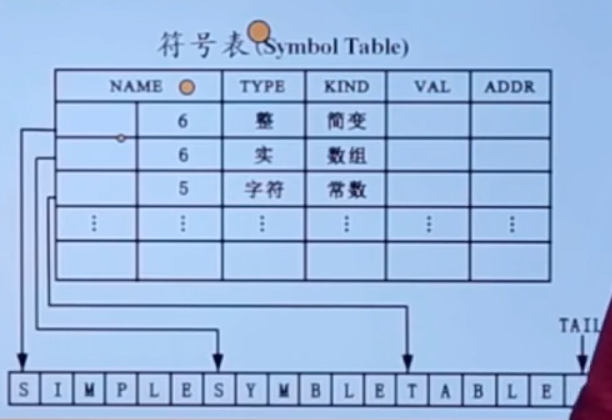 符号表(Symbol Table)
NAME TYPE KIND VAL ADDR
6 整 简变
6 实 数组
5 字符 常数
⋮ ⋮ ⋮ ⋮ ⋮ ⋮
TAIL
S I M P L E S Y M B L E T A B L E